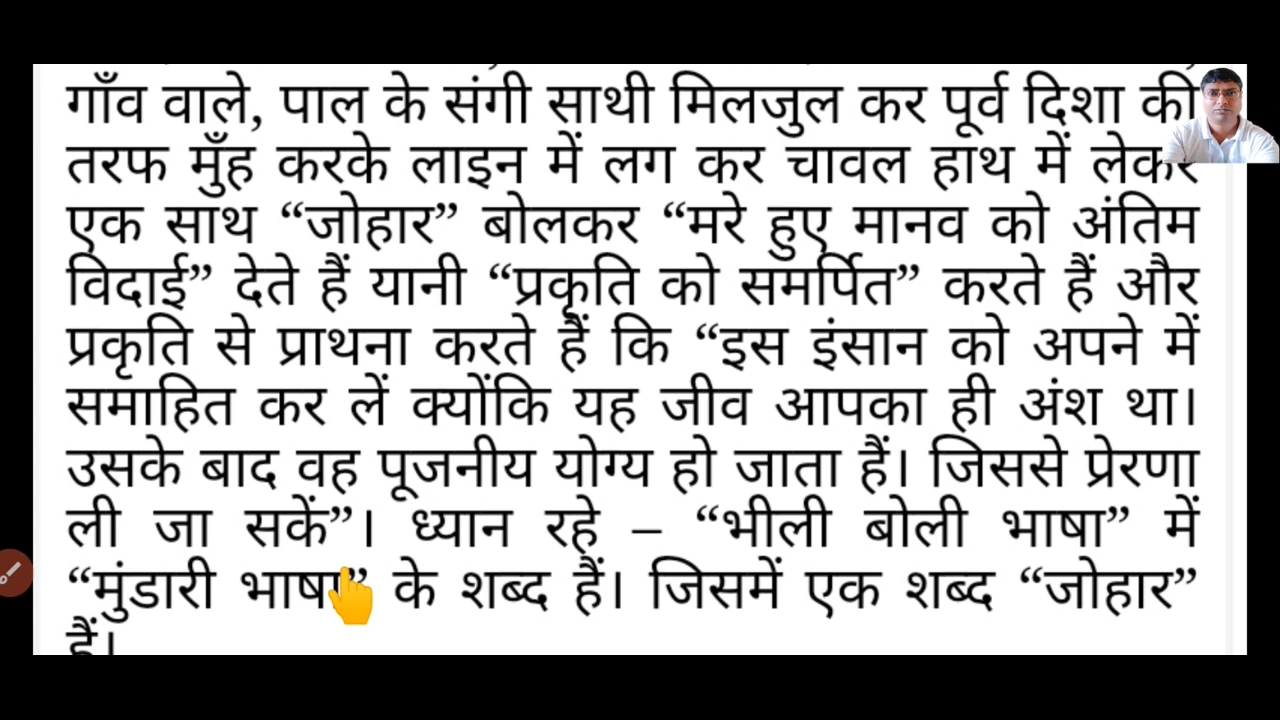 गाँव वाले, पाल के संगी साथी मिलजुल कर पूर्व दिशा की
तरफ मुँह करके लाइन में लग कर चावल हाथ में लेकर
एक साथ “जोहार” बोलकर “मरे हुए मानव को अंतिम
विदाई” देते हैं यानी “प्रकृति को समर्पित” करते हैं और
प्रकृति से प्राथना करते हैं कि “इस इंसान को अपने में
समाहित कर लें क्योंकि यह जीव आपका ही अंश था।
उसके बाद वह पूजनीय योग्य हो जाता हैं। जिससे प्रेरणा
ली जा सकें”। ध्यान रहे – “भीली बोली भाषा” में
“मुंडारी भाषा” के शब्द हैं। जिसमें एक शब्द “जोहार”
हैं।